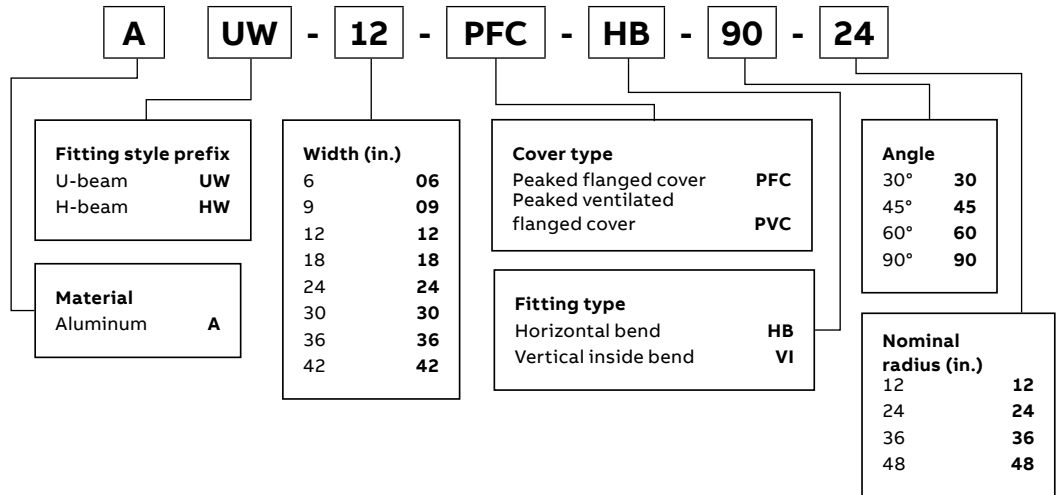 A UW - 12 - PFC - HB - 90 - 24
Fitting style prefix
U-beam UW
H-beam HW
Material
Aluminum A
Width (in.)
6 06
9 09
12 12
18 18
24 24
30 30
36 36
42 42
Cover type
Peaked flanged cover PFC
Peaked ventilated
flanged cover PVC
Fitting type
Horizontal bend HB
Vertical inside bend VI
Angle
30° 30
45° 45
60° 60
90° 90
Nominal
radius (in.)
12 12
24 24
36 36
48 48